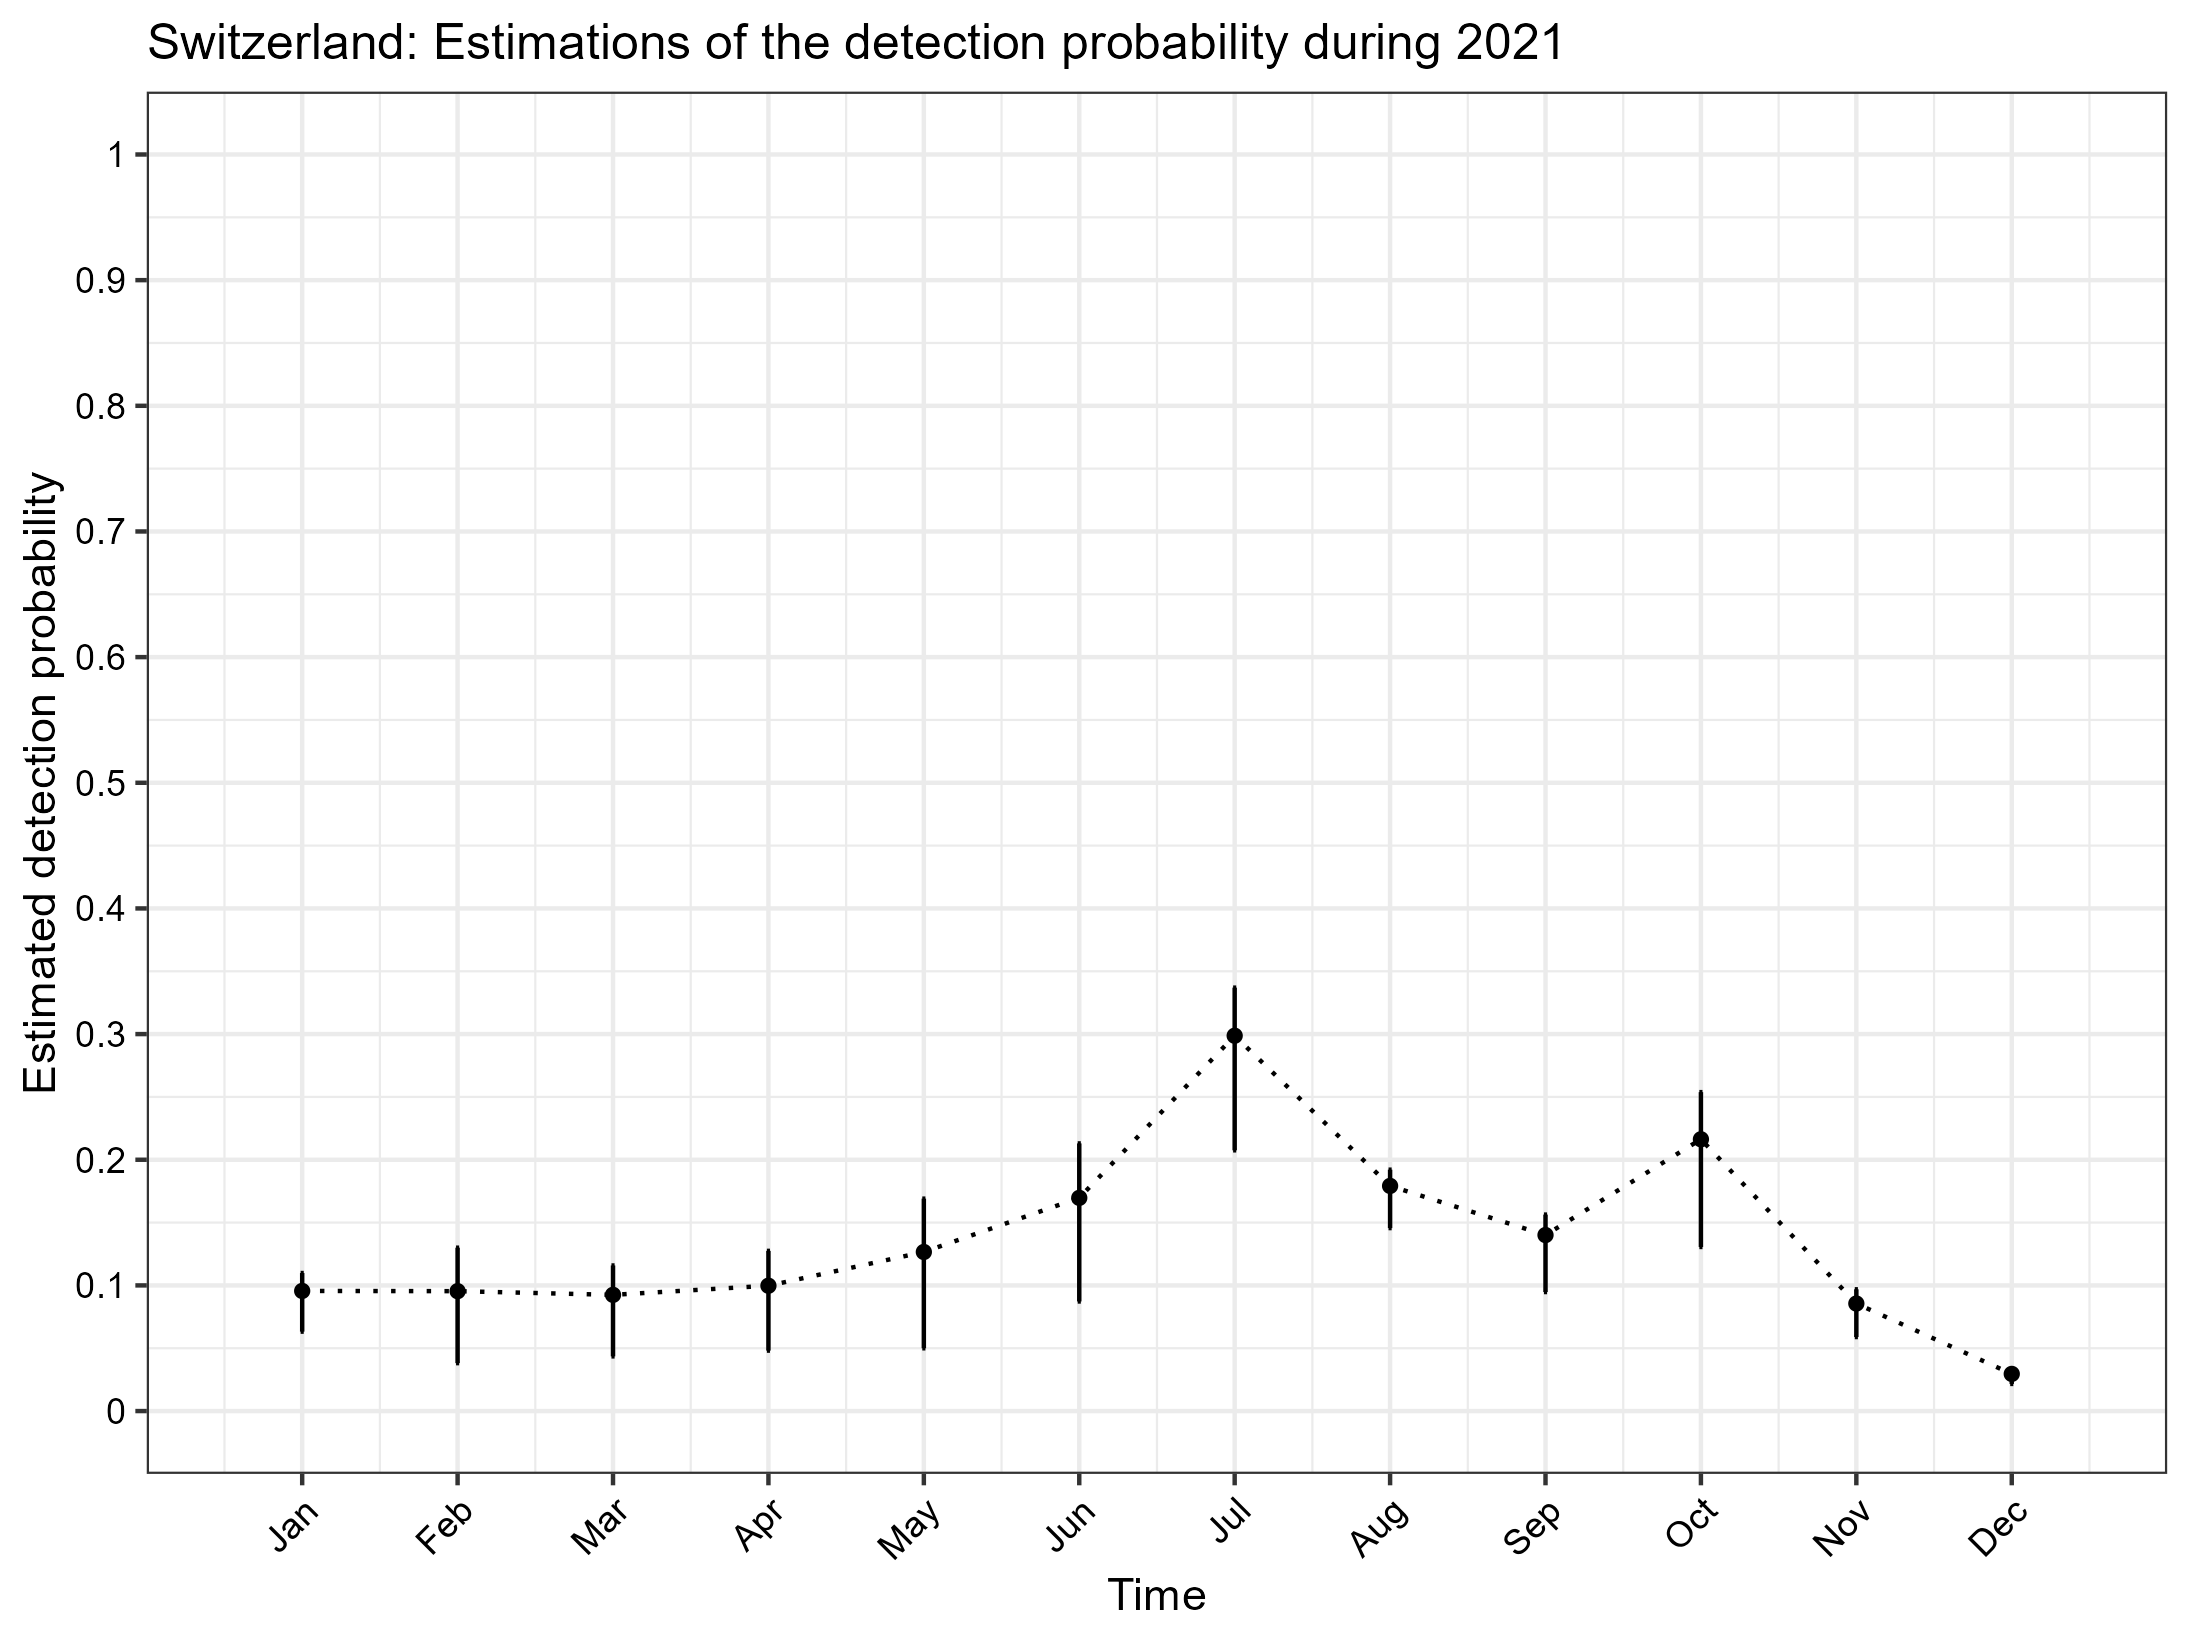 Switzerland: Estimations of the detection probability during 2021
Estimated detection probability
1
0.9
0.8
0.7
0.6
0.5
0.4
0.3
0.2
0.1
0
Jan Feb Mar Apr May Jun Jul Aug Sep Oct Nov Dec
Time